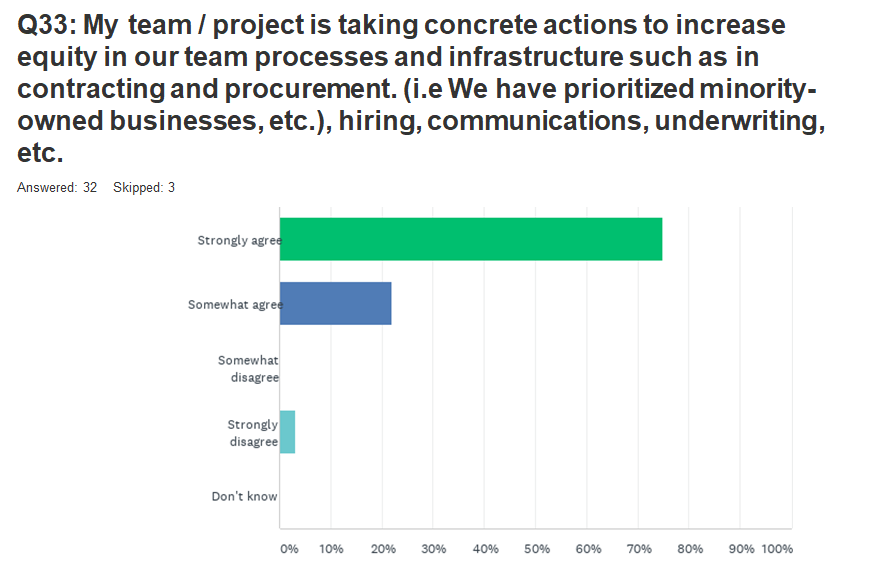 Q33: My team / project is taking concrete actions to increase
equity in our team processes and infrastructure such as in
contracting and procurement. (i.e We have prioritized minority-
owned businesses, etc.), hiring, communications, underwriting,
etc.
Answered: 32 Skipped: 3
Strongly agree
Somewhat agree
Somewhat
disagree
Strongly
disagree
Don't know
0% 10% 20% 30% 40% 50% 60% 70% 80% 90% 100%